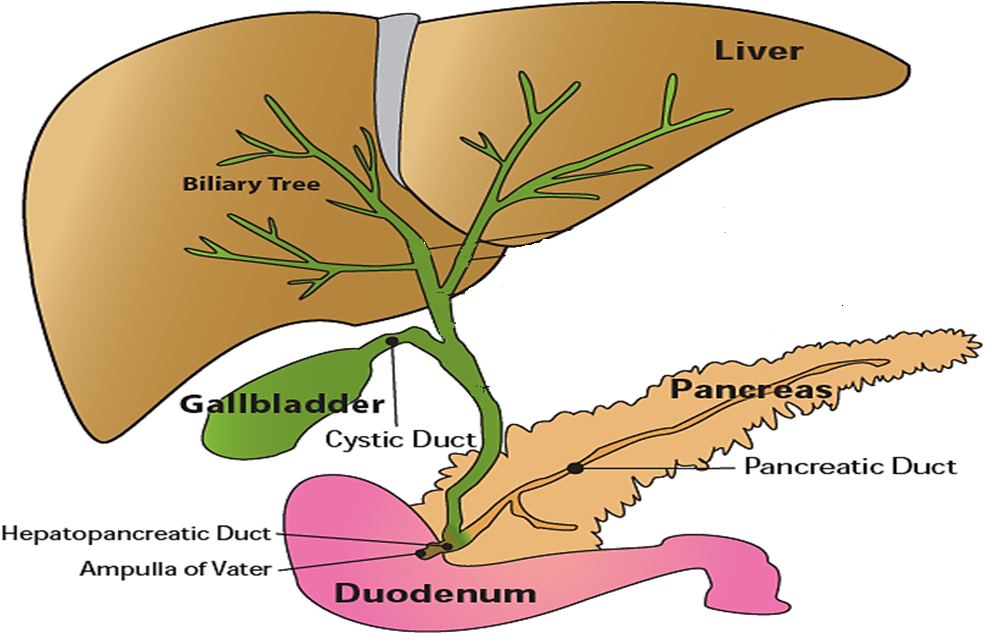 Liver
Biliary Tree
Pancreas
Gallbladder
Cystic Duct
Pancreatic Duct
Hepatopancreatic Duct
Ampulla of Vater
Duodenum